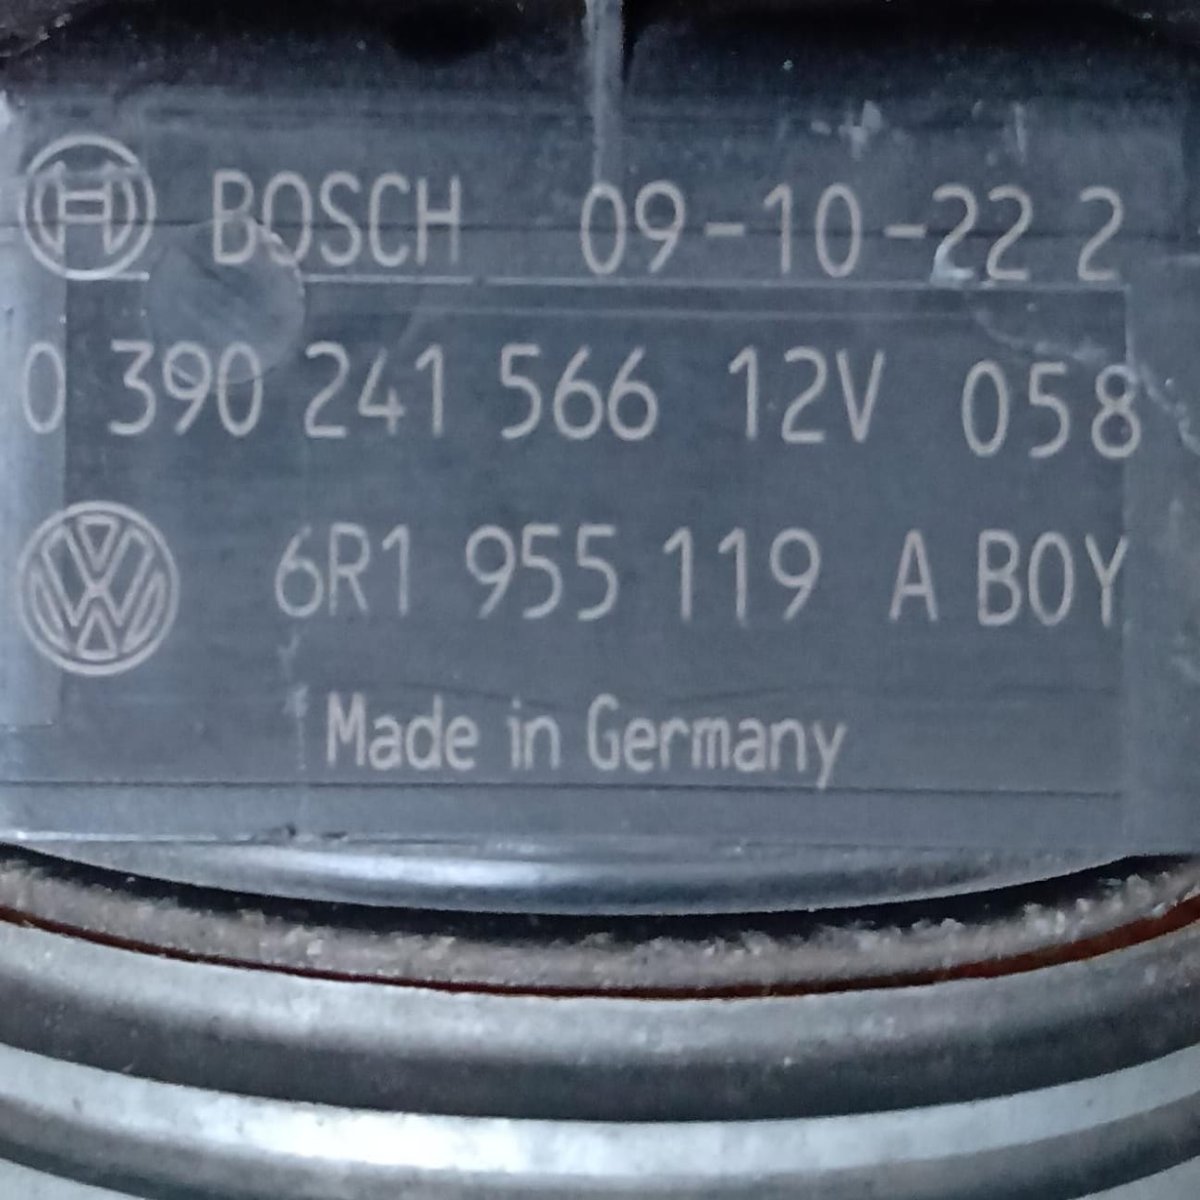 BOSCH 09-10-22 2
0 390 241 566 12V 058
6R1 955 119 A BOY
Made in Germany